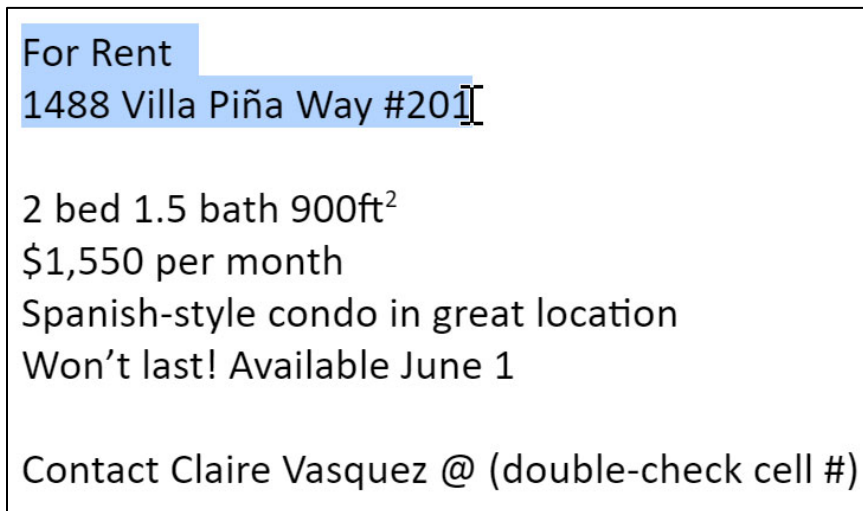 For Rent
1488 Villa Piña Way #201
2 bed 1.5 bath 900ft²
$1,550 per month
Spanish-style condo in great location
Won’t last! Available June 1
Contact Claire Vasquez @ (double-check cell #)